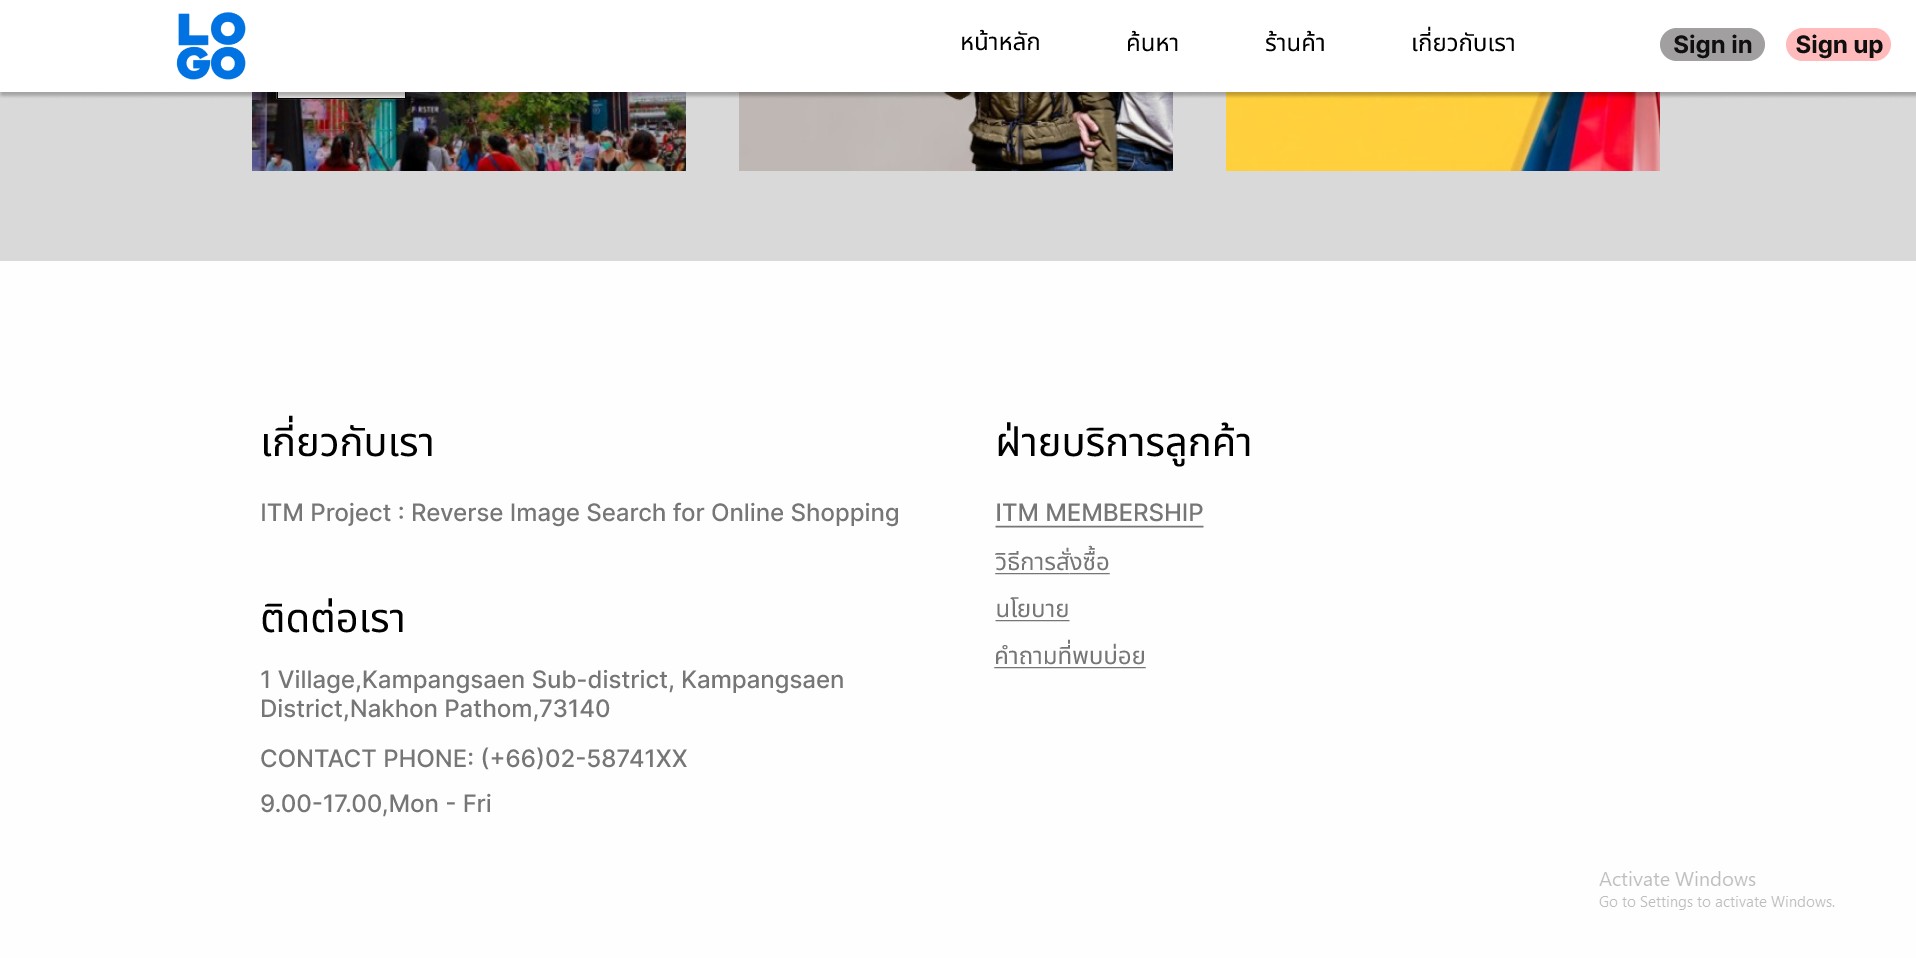 LO
GO
หน้าหลัก
ค้นหา
ร้านค้า
เกี่ยวกับเรา
Sign in
Sign up
เกี่ยวกับเรา
ITM Project : Reverse Image Search for Online Shopping
ติดต่อเรา
1 Village,Kampangsaen Sub-district, Kampangsaen
District,Nakhon Pathom,73140
CONTACT PHONE: (+66)02-58741XX
9.00-17.00,Mon - Fri
ฝ่ายบริการลูกค้า
ITM MEMBERSHIP
วิธีการสั่งซื้อ
นโยบาย
คำถามที่พบบ่อย
Activate Windows
Go to Settings to activate Windows.